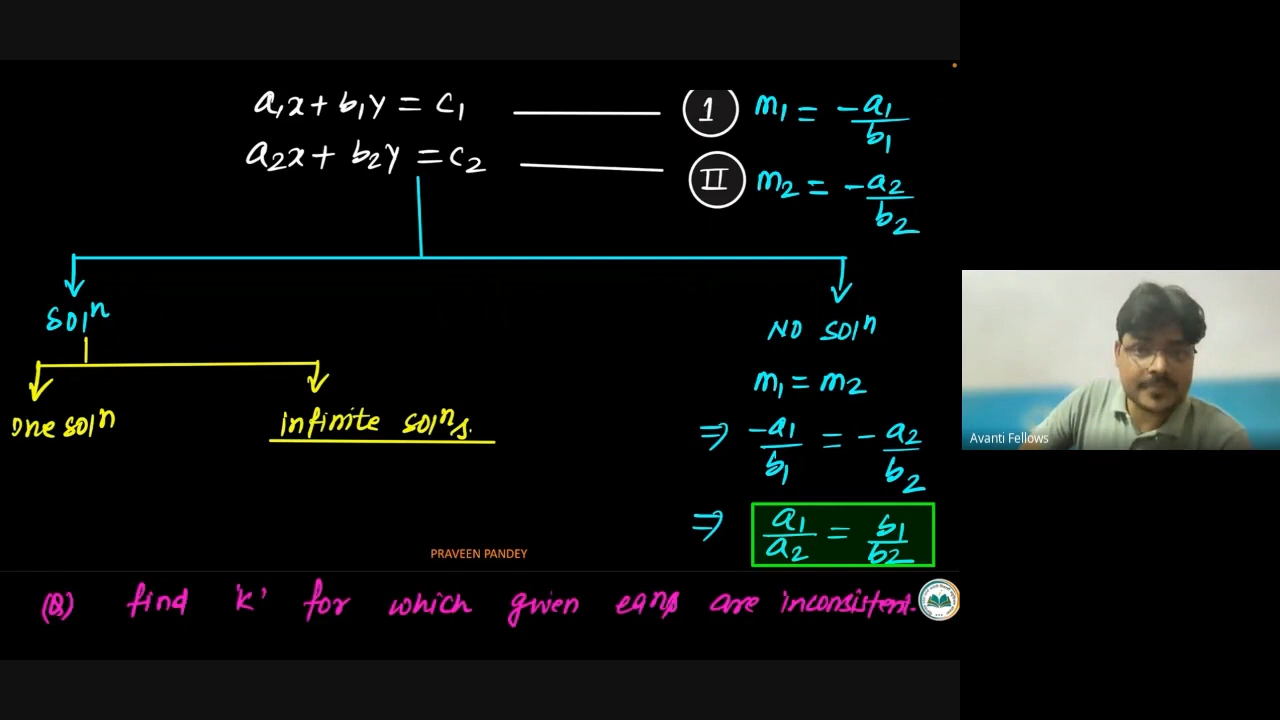 a₁x + b₁y = c₁ ——— I m₁ = -a₁/b₁
a₂x + b₂y = c₂ ——— II m₂ = -a₂/b₂
Solⁿ
No solⁿ
m₁ = m₂
One solⁿ
infinite solⁿs.
⇒ -a₁/b₁ = -a₂/b₂
⇒ a₁/a₂ = b₁/b₂
PRAVEEN PANDEY
(Q) find 'k' for which given eqns are inconsistent.
Avanti Fellows